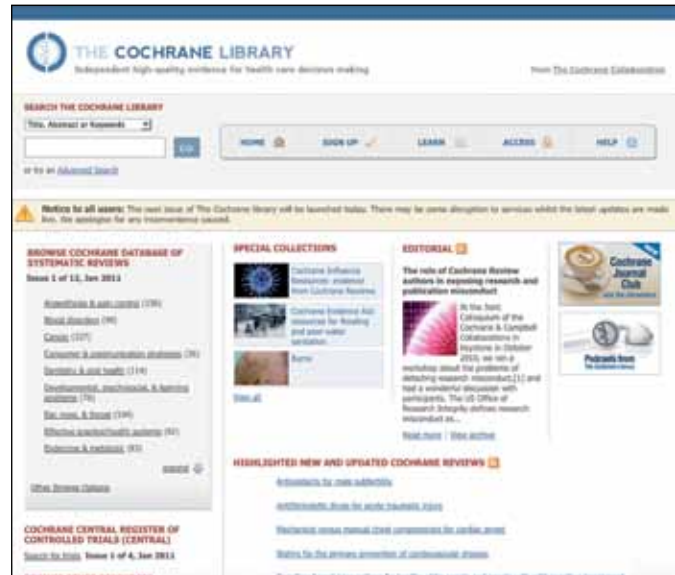 THE COCHRANE LIBRARY
Independent high-quality evidence for health care decision making
from The Cochrane Collaboration
SEARCH THE COCHRANE LIBRARY
Title, Abstract or Keywords
GO
or try an Advanced Search
HOME
SIGN UP
LEARN
ACCESS
HELP
Notice to all users: The next issue of The Cochrane library will be launched today. There may be some disruption to services whilst the latest updates are made
live. We apologise for any inconvenience caused.
BROWSE COCHRANE DATABASE OF
SYSTEMATIC REVIEWS
Issue 1 of 12, Jan 2011
Anaesthesia & pain control
Blood disorders
Cancer
Consumer & communication strategies
Dentistry & oral health (114)
Developmental, psychosocial, & learning
problems
Ear, nose, & throat
Effective practice/health systems
Endocrine & metabolic
expand
Other Browse Options
COCHRANE CENTRAL REGISTER OF
CONTROLLED TRIALS (CENTRAL)
Search for trials Issue 1 of 4, Jan 2011
SPECIAL COLLECTIONS
Cochrane Influenza
Resources: evidence
from Cochrane Reviews
Cochrane Evidence Aid:
resources for flooding
and poor water
sanitation
Burns
View all
EDITORIAL
The role of Cochrane Review
authors in exposing research and
publication misconduct
At the Joint
Colloquium of the
Cochrane & Campbell
Collaborations in
Keystone in October
2010, we ran a
workshop about the problems of
detecting research misconduct,[1] and
had a wonderful discussion with
participants. The US Office of
Research Integrity defines research
misconduct as...
Read more | View archive
Cochrane
Journal
Club
Podcasts from
The Cochrane Library
HIGHLIGHTED NEW AND UPDATED COCHRANE REVIEWS
Antioxidants for male subfertility
Antifibrinolytic drugs for acute traumatic injury
Mechanical versus manual chest compressions for cardiac arrest
Statins for the primary prevention of cardiovascular disease